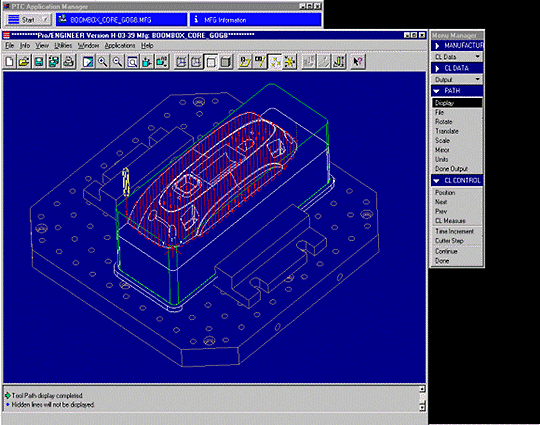 PTC Application Manager
Start
BOOMBOX_CORE_GOG8.MFG
MFG Information
**********Pro/ENGINEER Version H 03 39 Mfg: BOOMBOX_CORE_GOG8**********
File Info View Utilities Window Applications Help
Tool Path display completed.
Hidden lines will not be displayed.
Menu Manager
MANUFACTUR
CL Data
CL DATA
Output
PATH
Display
File
Rotate
Translate
Scale
Mirror
Units
Done Output
CL CONTROL
Position
Next
Prev
CL Measure
Time Increment
Cutter Step
Continue
Done